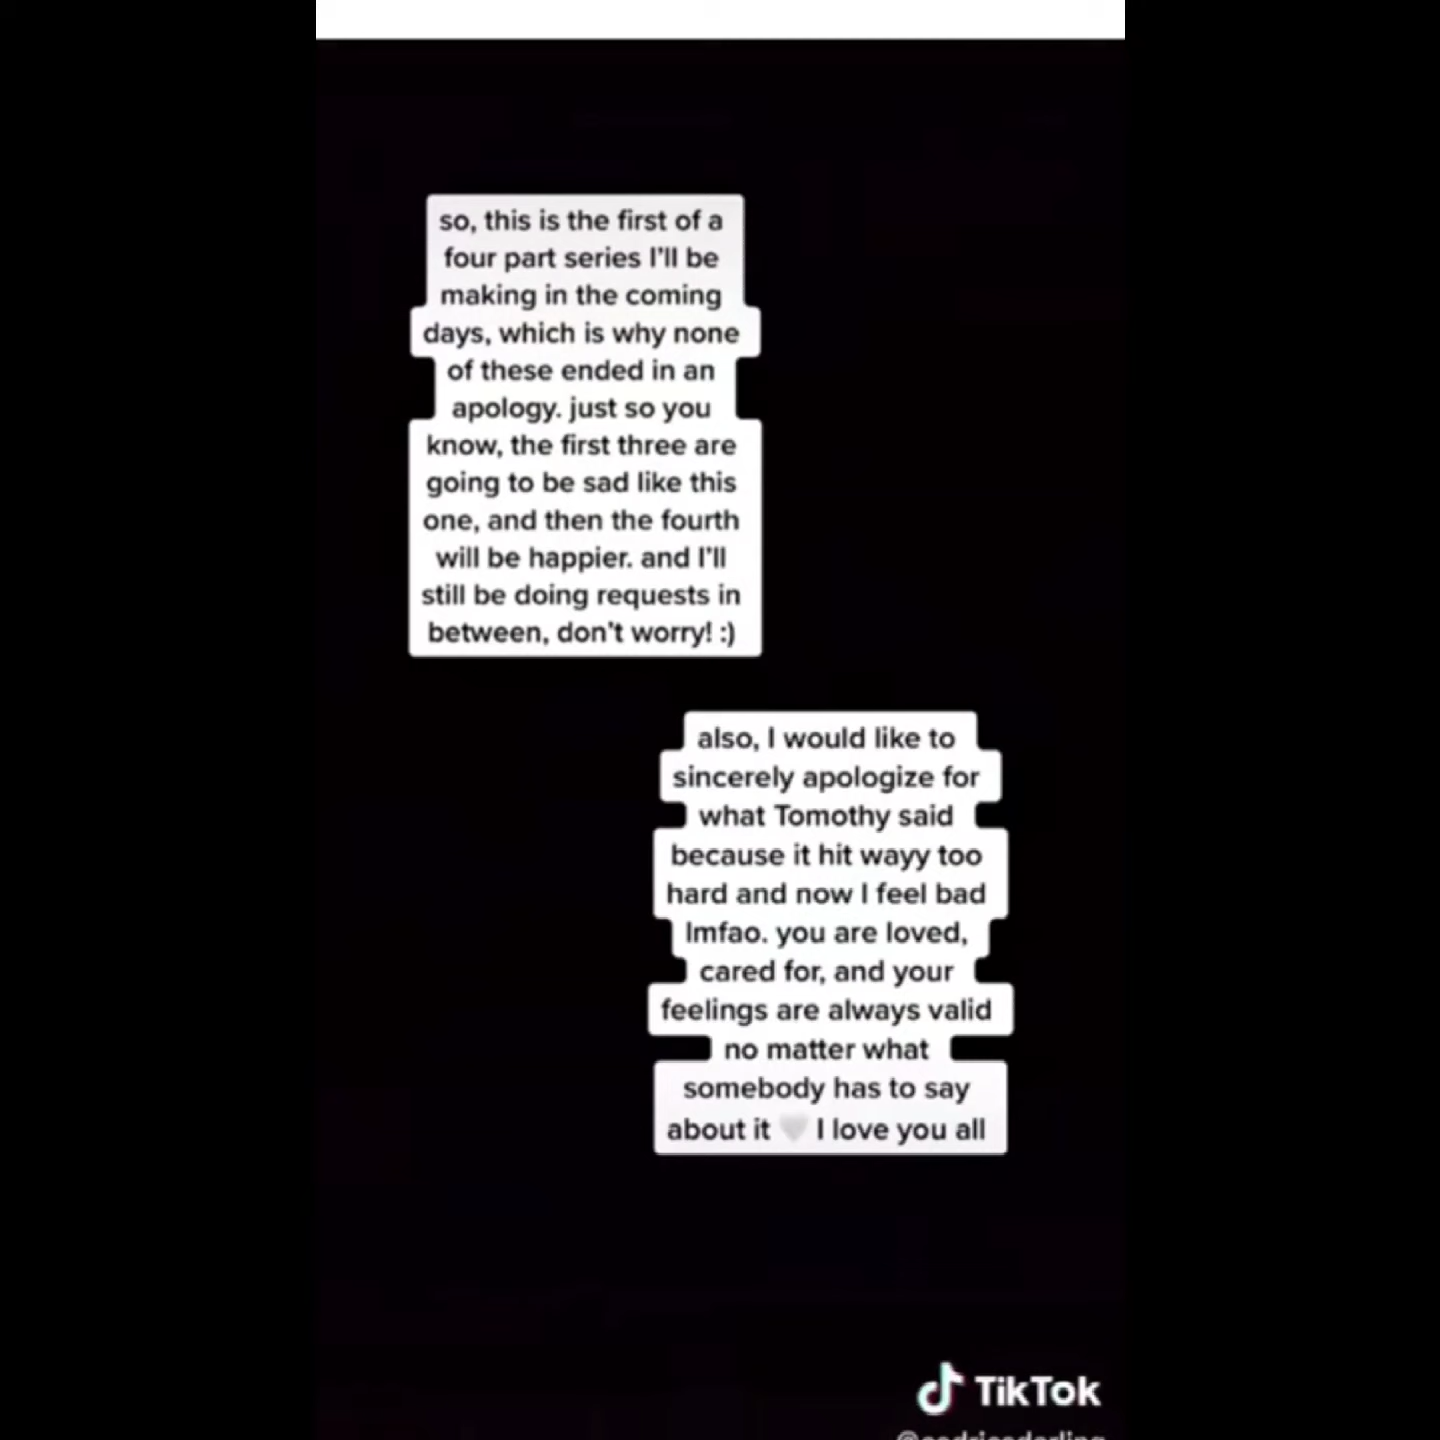 so, this is the first of a
four part series I'll be
making in the coming
days, which is why none
of these ended in an
apology. just so you
know, the first three are
going to be sad like this
one, and then the fourth
will be happier. and I'll
still be doing requests in
between, don't worry! :)
also, I would like to
sincerely apologize for
what Tomothy said
because it hit wayy too
hard and now I feel bad
lmfao. you are loved,
cared for, and your
feelings are always valid
no matter what
somebody has to say
about it 🤍 I love you all
TikTok